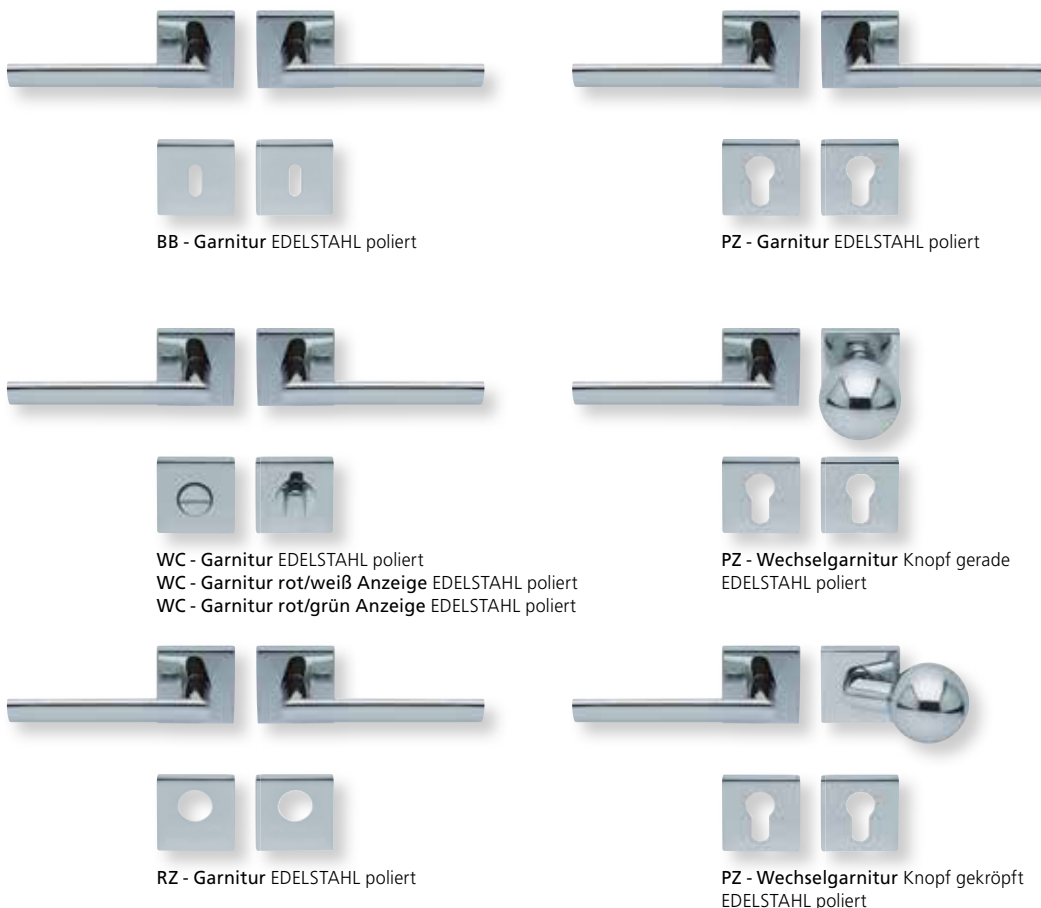 BB - Garnitur EDELSTAHL poliert
PZ - Garnitur EDELSTAHL poliert
WC - Garnitur EDELSTAHL poliert
WC - Garnitur rot/weiß Anzeige EDELSTAHL poliert
WC - Garnitur rot/grün Anzeige EDELSTAHL poliert
PZ - Wechselgarnitur Knopf gerade
EDELSTAHL poliert
RZ - Garnitur EDELSTAHL poliert
PZ - Wechselgarnitur Knopf gekröpft
EDELSTAHL poliert